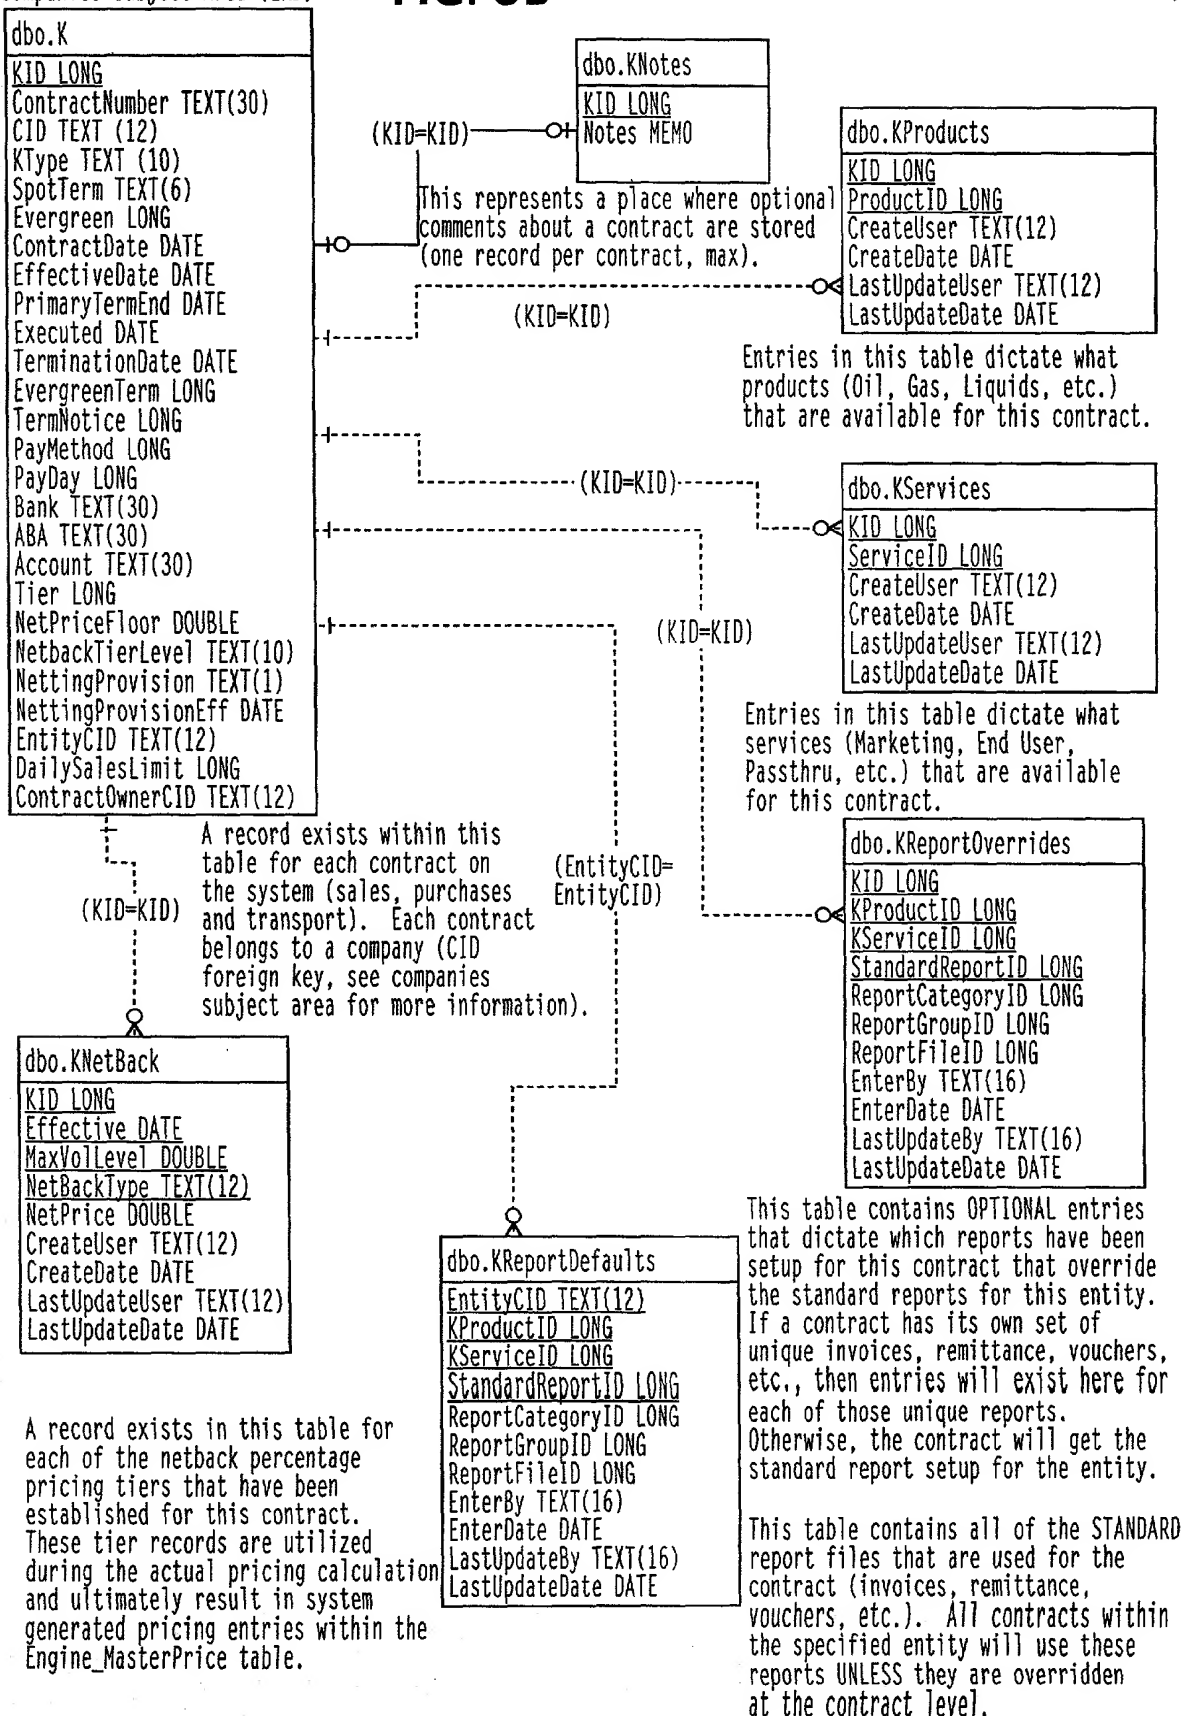 dbo.K
KID LONG
ContractNumber TEXT(30)
CID TEXT (12)
KType TEXT (10)
SpotTerm TEXT(6)
Evergreen LONG
ContractDate DATE
EffectiveDate DATE
PrimaryTermEnd DATE
Executed DATE
TerminationDate DATE
EvergreenTerm LONG
TermNotice LONG
PayMethod LONG
PayDay LONG
Bank TEXT(30)
ABA TEXT(30)
Account TEXT(30)
Tier LONG
NetPriceFloor DOUBLE
NetbackTierLevel TEXT(10)
NettingProvision TEXT(1)
NettingProvisionEff DATE
EntityCID TEXT(12)
DailySalesLimit LONG
ContractOwnerCID TEXT(12)
A record exists within this
table for each contract on
the system (sales, purchases
and transport). Each contract
belongs to a company (CID
foreign key, see companies
subject area for more information).
(KID=KID)
dbo.KNotes
KID LONG
Notes MEMO
This represents a place where optional
comments about a contract are stored
(one record per contract, max).
(KID=KID)
dbo.KProducts
KID LONG
ProductID LONG
CreateUser TEXT(12)
CreateDate DATE
LastUpdateUser TEXT(12)
LastUpdateDate DATE
Entries in this table dictate what
products (Oil, Gas, Liquids, etc.)
that are available for this contract.
(KID=KID)
dbo.KServices
KID LONG
ServiceID LONG
CreateUser TEXT(12)
CreateDate DATE
LastUpdateUser TEXT(12)
LastUpdateDate DATE
Entries in this table dictate what
services (Marketing, End User,
Passthru, etc.) that are available
for this contract.
(KID=KID)
dbo.KReportOverrides
KID LONG
KProductID LONG
KServiceID LONG
StandardReportID LONG
ReportCategoryID LONG
ReportGroupID LONG
ReportFileID LONG
EnterBy TEXT(16)
EnterDate DATE
LastUpdateBy TEXT(16)
LastUpdateDate DATE
This table contains OPTIONAL entries
that dictate which reports have been
setup for this contract that override
the standard reports for this entity.
If a contract has its own set of
unique invoices, remittance, vouchers,
etc., then entries will exist here for
each of those unique reports.
Otherwise, the contract will get the
standard report setup for the entity.
(KID=KID)
dbo.KNetBack
KID LONG
Effective DATE
MaxVolLevel DOUBLE
NetBackType TEXT(12)
NetPrice DOUBLE
CreateUser TEXT(12)
CreateDate DATE
LastUpdateUser TEXT(12)
LastUpdateDate DATE
A record exists in this table for
each of the netback percentage
pricing tiers that have been
established for this contract.
These tier records are utilized
during the actual pricing calculation
and ultimately result in system
generated pricing entries within the
Engine_MasterPrice table.
(EntityCID=
EntityCID)
dbo.KReportDefaults
EntityCID TEXT(12)
KProductID LONG
KServiceID LONG
StandardReportID LONG
ReportCategoryID LONG
ReportGroupID LONG
ReportFileID LONG
EnterBy TEXT(16)
EnterDate DATE
LastUpdateBy TEXT(16)
LastUpdateDate DATE
This table contains all of the STANDARD
report files that are used for the
contract (invoices, remittance,
vouchers, etc.). All contracts within
the specified entity will use these
reports UNLESS they are overridden
at the contract level.